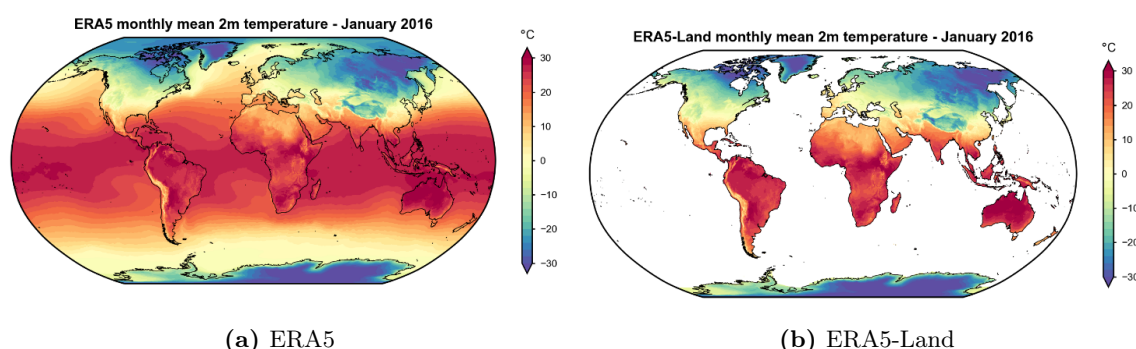 ERA5 monthly mean 2m temperature - January 2016
°C
30
20
10
0
−10
−20
−30
(a) ERA5
ERA5-Land monthly mean 2m temperature - January 2016
°C
30
20
10
0
−10
−20
−30
(b) ERA5-Land